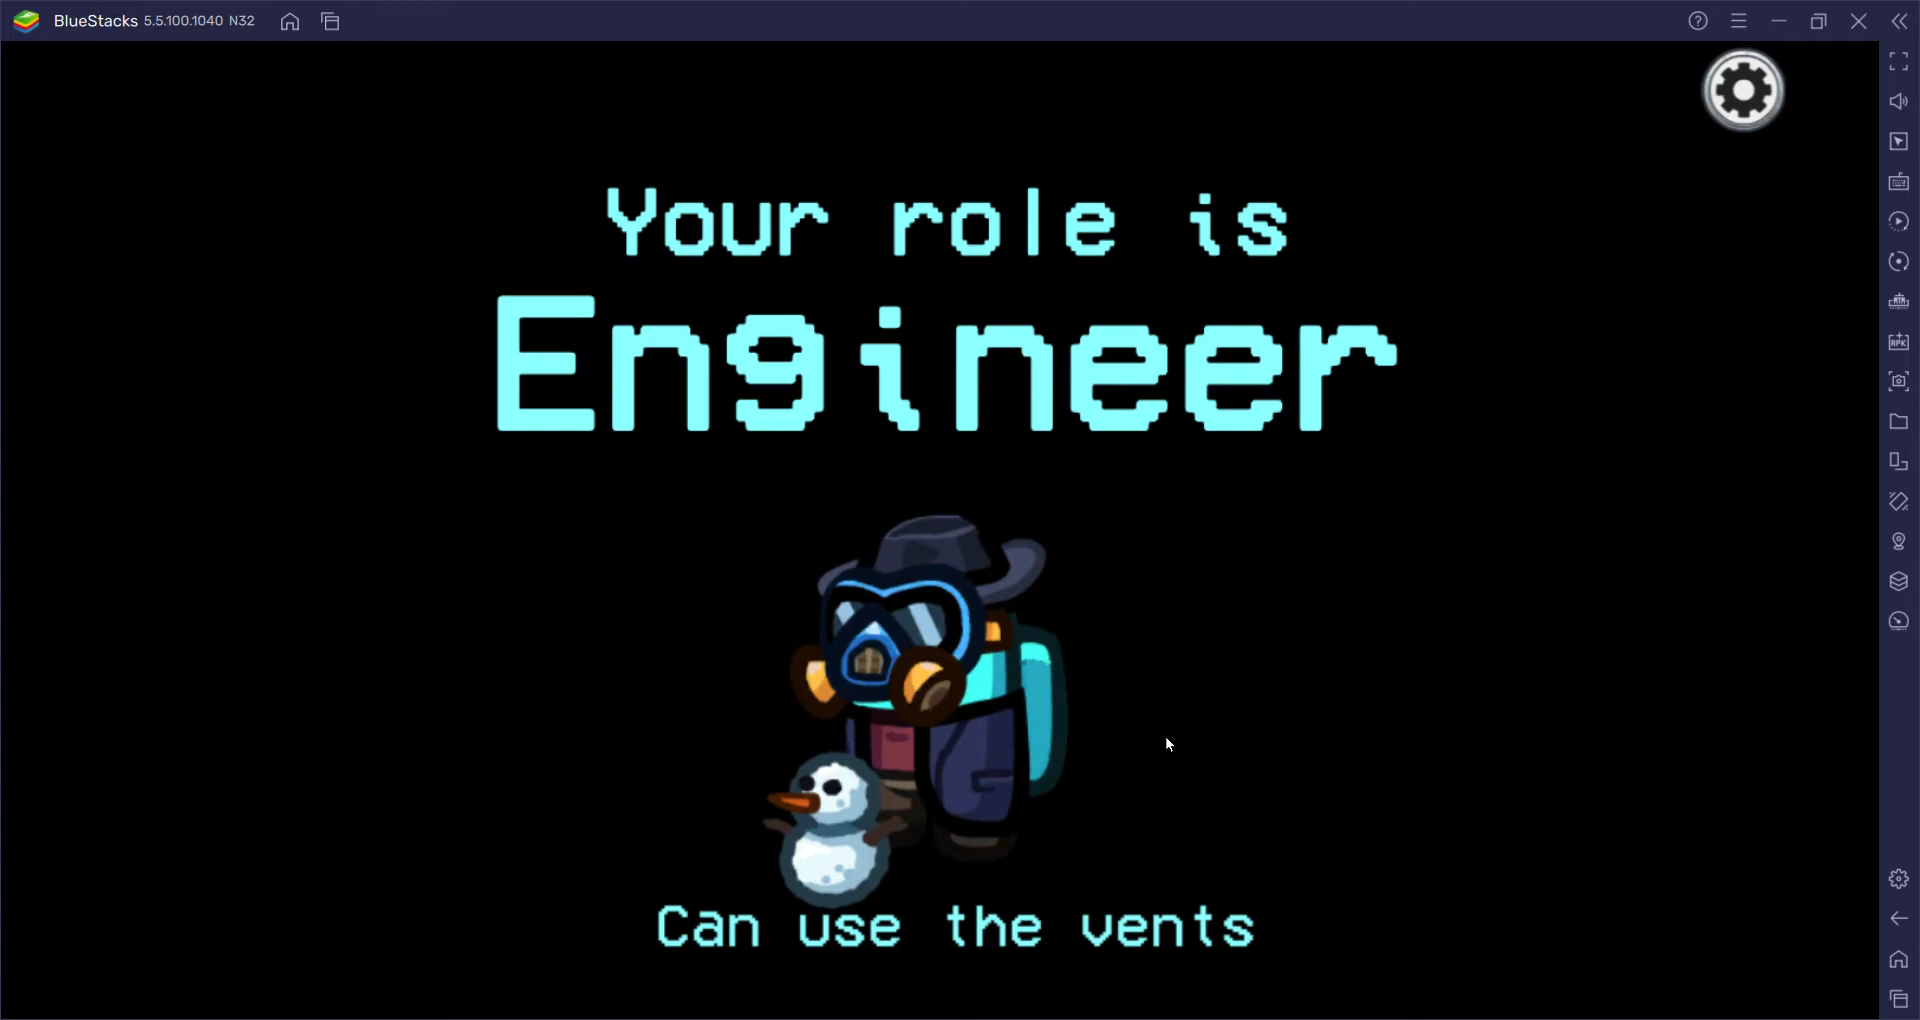 BlueStacks 5.5.100.1040 N32
Your role is
Engineer
Can use the vents